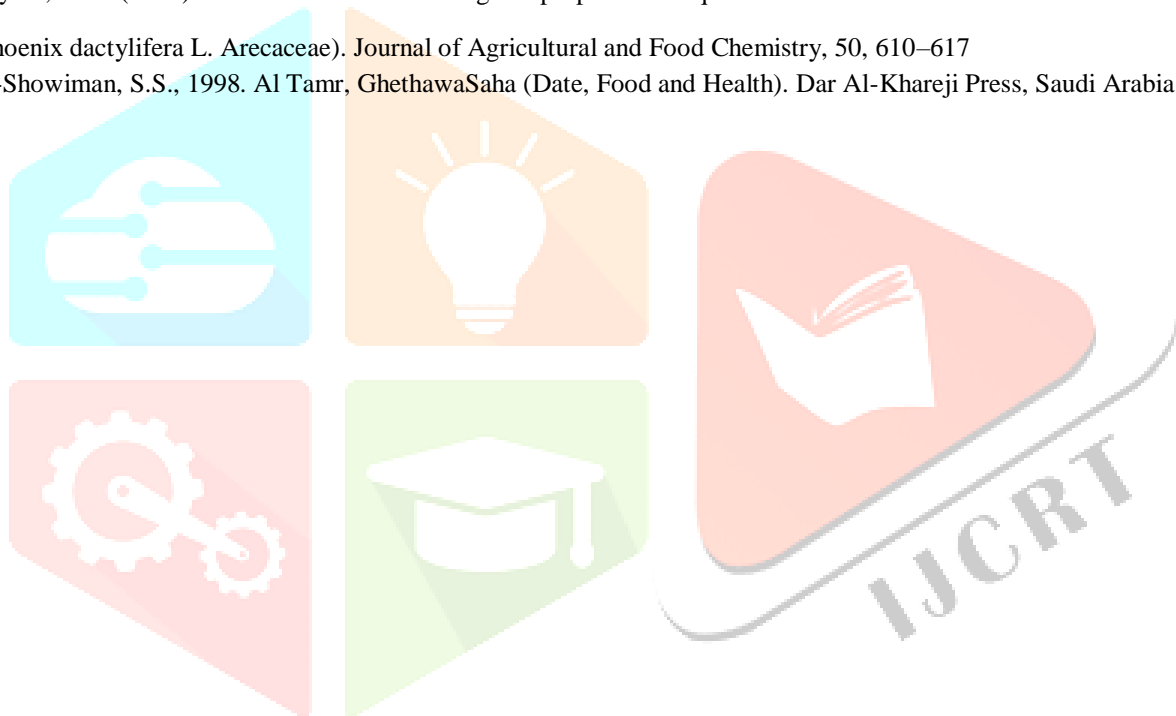 hoenix dactylifera L. Arecaceae). Journal of Agricultural and Food Chemistry, 50, 610–617
-Showiman, S.S., 1998. Al Tamr, GhethawaSaha (Date, Food and Health). Dar Al-Khareji Press, Saudi Arabia
IJCRT